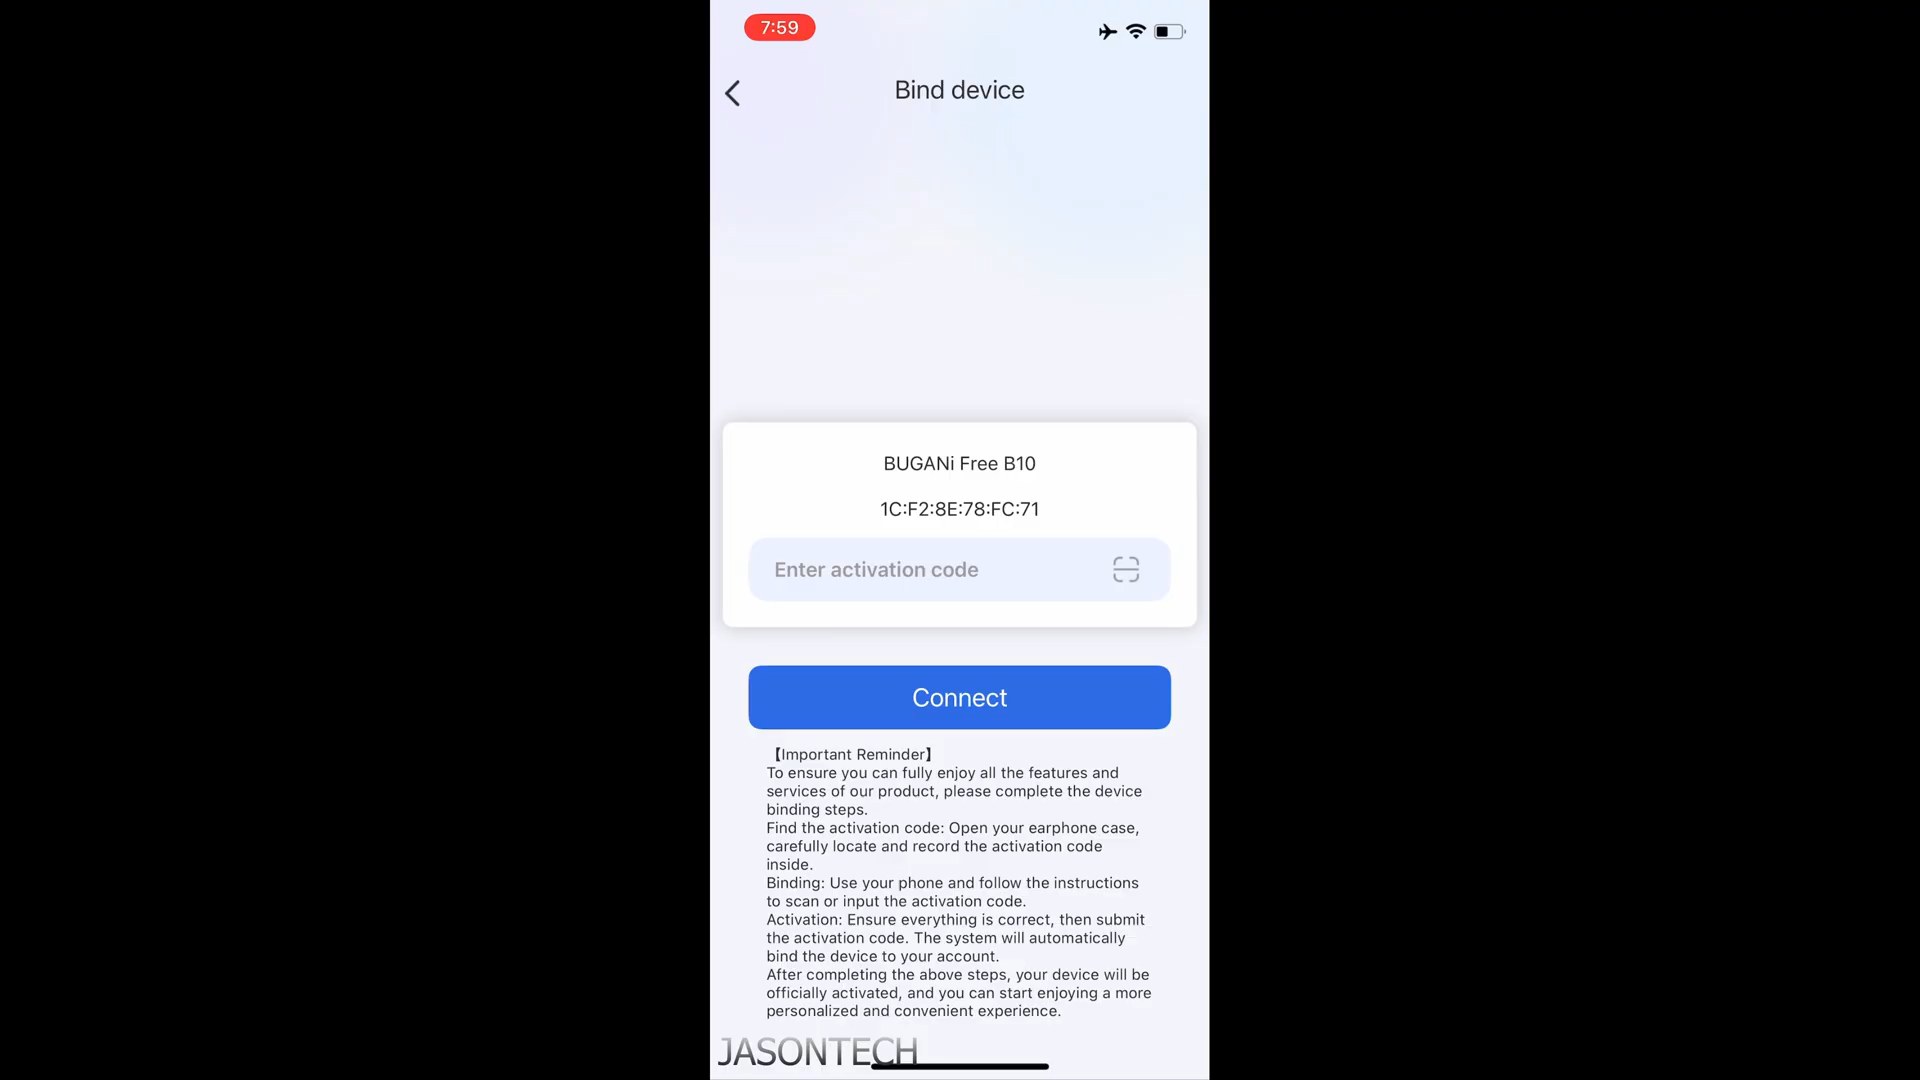 7:59
Bind device
BUGANi Free B10
1C:F2:8E:78:FC:71
Enter activation code
Connect
【Important Reminder】
To ensure you can fully enjoy all the features and
services of our product, please complete the device
binding steps.
Find the activation code: Open your earphone case,
carefully locate and record the activation code
inside.
Binding: Use your phone and follow the instructions
to scan or input the activation code.
Activation: Ensure everything is correct, then submit
the activation code. The system will automatically
bind the device to your account.
After completing the above steps, your device will be
officially activated, and you can start enjoying a more
personalized and convenient experience.
JASONTECH